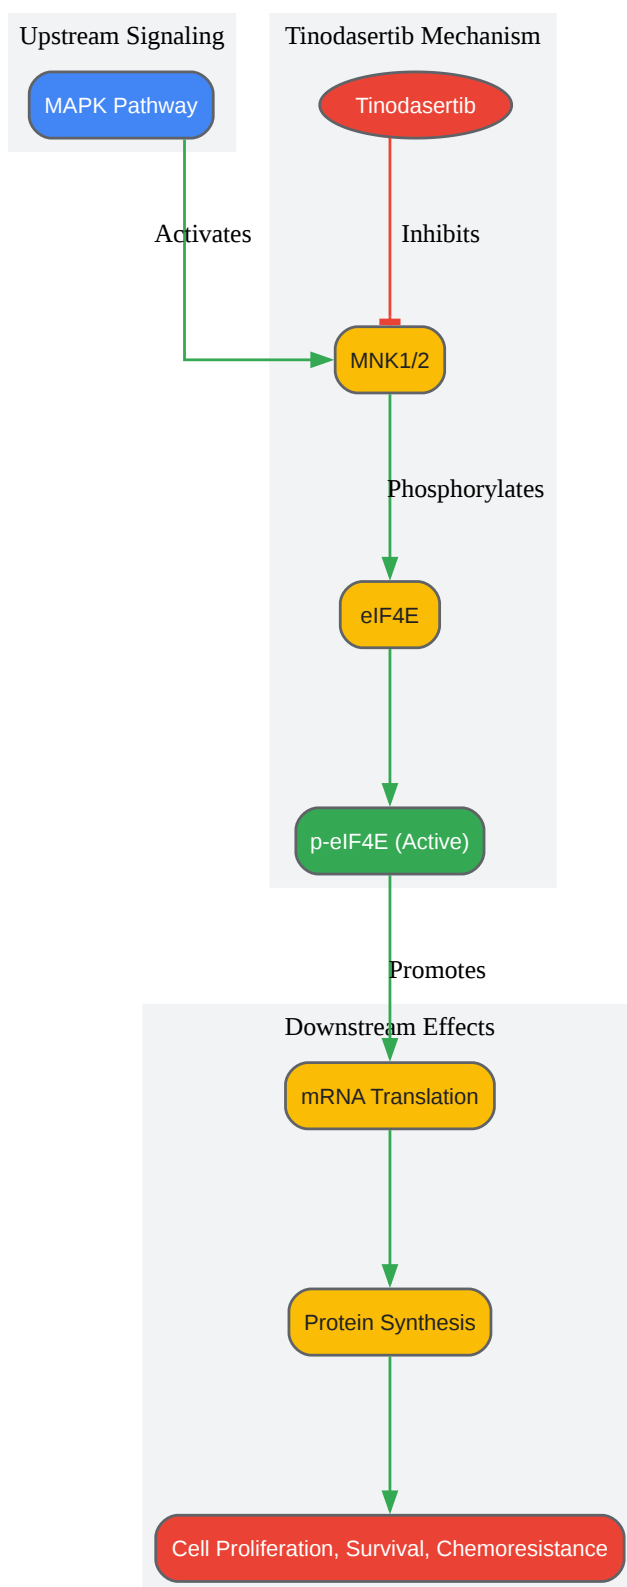 Upstream Signaling
Tinodasertib Mechanism
MAPK Pathway
Tinodasertib
Activates
Inhibits
MNK1/2
Phosphorylates
eIF4E
p-eIF4E (Active)
Promotes
Downstream Effects
mRNA Translation
Protein Synthesis
Cell Proliferation, Survival, Chemoresistance